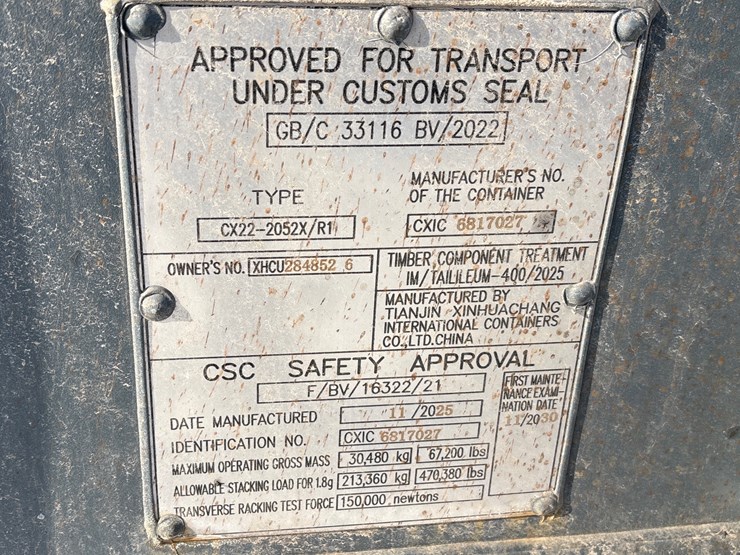 APPROVED FOR TRANSPORT
UNDER CUSTOMS SEAL
GB/C 33116 BV/2022
TYPE
CX22-2052X/R1
MANUFACTURER'S NO.
OF THE CONTAINER
CXIC 6817027
OWNER'S NO. XHCU284852 6
TIMBER COMPONENT TREATMENT
IM/TAILILEUM-400/2025
MANUFACTURED BY
TIANJIN XINHUACHANG
INTERNATIONAL CONTAINERS
CO.,LTD.CHINA
CSC SAFETY APPROVAL
F/BV/16322/21
DATE MANUFACTURED 11/2025
IDENTIFICATION NO. CXIC 6817027
MAXIMUM OPERATING GROSS MASS 30,480 kg 67,200 lbs
ALLOWABLE STACKING LOAD FOR 1.8g 213,360 kg 470,380 lbs
TRANSVERSE RACKING TEST FORCE 150,000 newtons
FIRST MAINTE-
NANCE EXAMI-
NATION DATE
11/2030